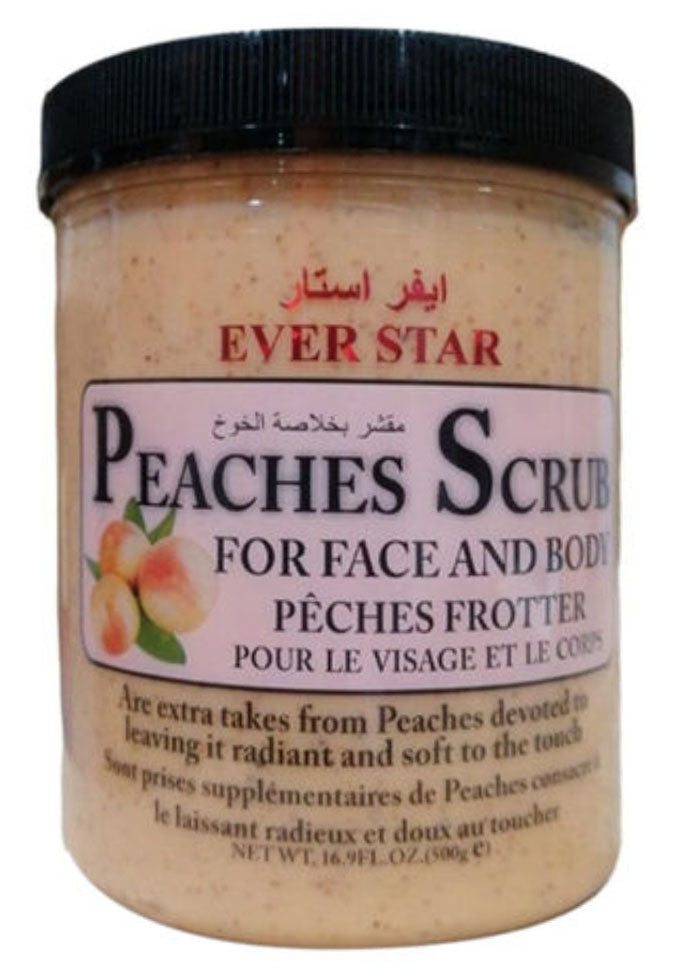 ايفر استار
EVER STAR
مقشر بخلاصة الخوخ
PEACHES SCRUB
FOR FACE AND BODY
PÊCHES FROTTER
POUR LE VISAGE ET LE CORPS
Are extra takes from Peaches devoted to
leaving it radiant and soft to the touch
Sont prises supplémentaires de Peaches consacré à
le laissant radieux et doux au toucher
NET WT. 16.9FL.OZ.(500g e)